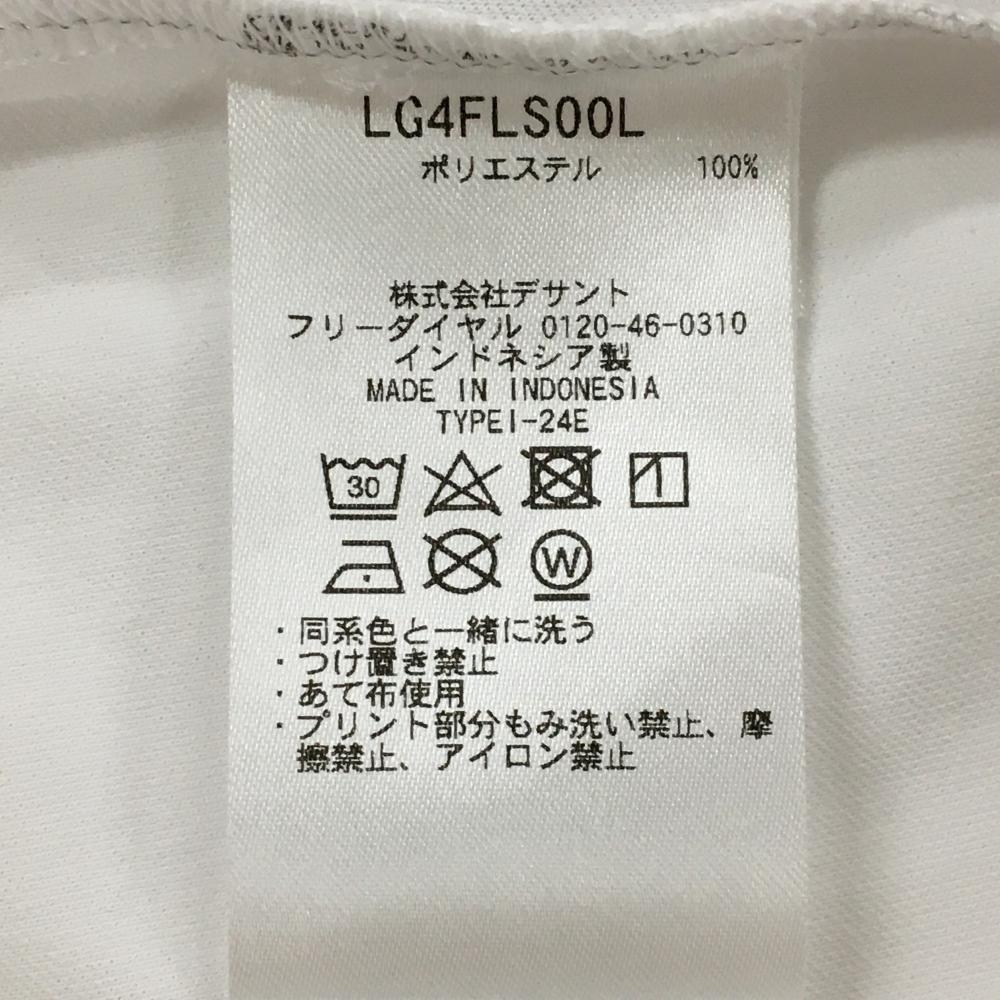 LG4FLS00L
ポリエステル 100%
株式会社デサント
フリーダイヤル 0120-46-0310
インドネシア製
MADE IN INDONESIA
TYPEI-24E
30
W
・同系色と一緒に洗う
・つけ置き禁止
・あて布使用
・プリント部分もみ洗い禁止、摩
擦禁止、アイロン禁止